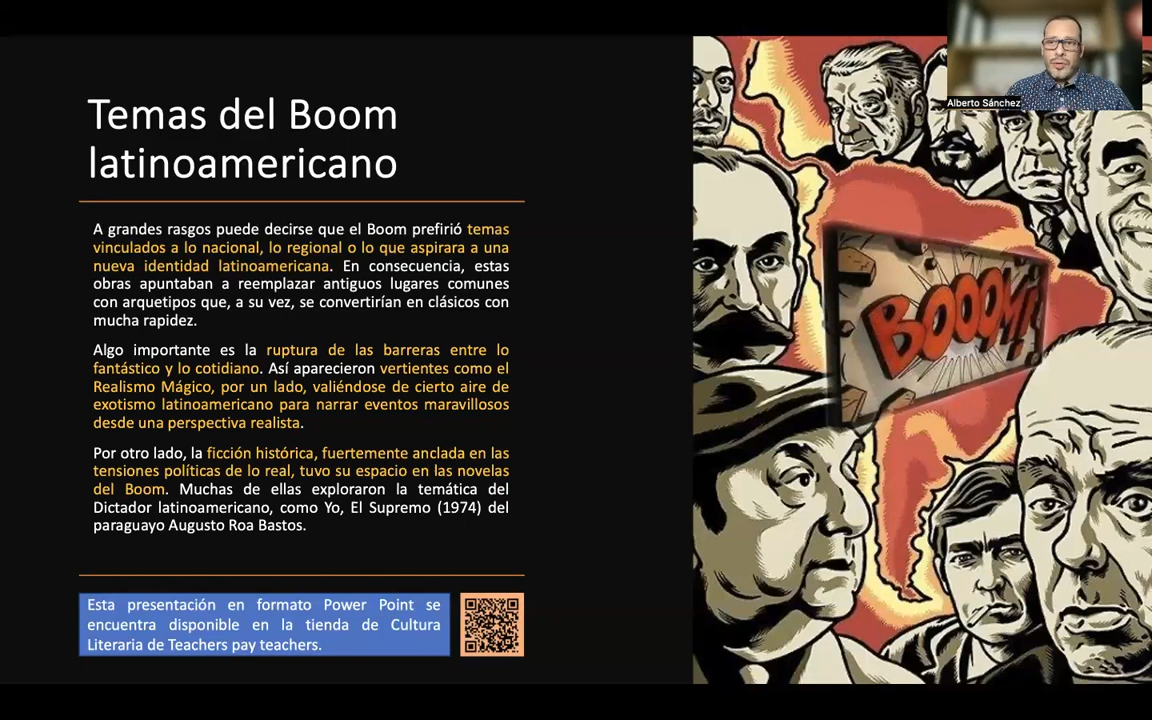 Temas del Boom
latinoamericano
A grandes rasgos puede decirse que el Boom prefirió temas
vinculados a lo nacional, lo regional o lo que aspirara a una
nueva identidad latinoamericana. En consecuencia, estas
obras apuntaban a reemplazar antiguos lugares comunes
con arquetipos que, a su vez, se convertirían en clásicos con
mucha rapidez.
Algo importante es la ruptura de las barreras entre lo
fantástico y lo cotidiano. Así aparecieron vertientes como el
Realismo Mágico, por un lado, valiéndose de cierto aire de
exotismo latinoamericano para narrar eventos maravillosos
desde una perspectiva realista.
Por otro lado, la ficción histórica, fuertemente anclada en las
tensiones políticas de lo real, tuvo su espacio en las novelas
del Boom. Muchas de ellas exploraron la temática del
Dictador latinoamericano, como Yo, El Supremo (1974) del
paraguayo Augusto Roa Bastos.
Esta presentación en formato Power Point se
encuentra disponible en la tienda de Cultura
Literaria de Teachers pay teachers.
Alberto Sánchez
BOOOM!